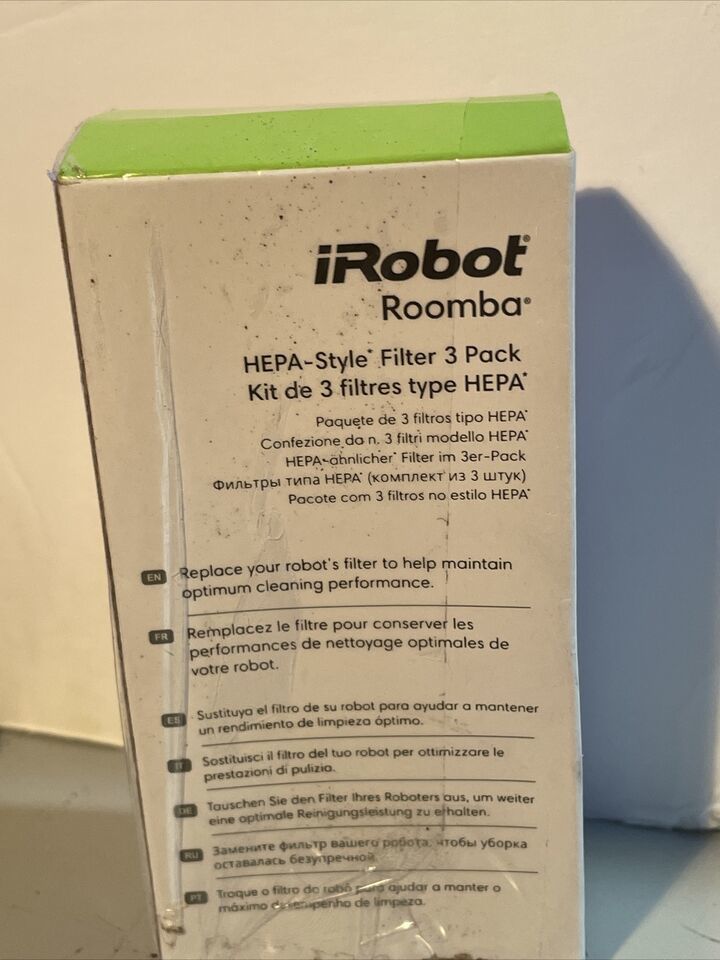 iRobot®
Roomba®
HEPA-Style* Filter 3 Pack
Kit de 3 filtres type HEPA*
Paquete de 3 filtros tipo HEPA*
Confezione da n. 3 filtri modello HEPA*
HEPA-ähnlicher* Filter im 3er-Pack
Фильтры типа HEPA* (комплект из 3 штук)
Pacote com 3 filtros no estilo HEPA*
EN Replace your robot's filter to help maintain
optimum cleaning performance.
FR Remplacez le filtre pour conserver les
performances de nettoyage optimales de
votre robot.
ES Sustituya el filtro de su robot para ayudar a mantener
un rendimiento de limpieza óptimo.
IT Sostituisci il filtro del tuo robot per ottimizzare le
prestazioni di pulizia.
DE Tauschen Sie den Filter Ihres Roboters aus, um weiter
eine optimale Reinigungsleistung zu erhalten.
RU Замените фильтр вашего робота, чтобы уборка
оставалась безупречной.
PT Troque o filtro do robô para ajudar a manter o
máximo desempenho de limpeza.